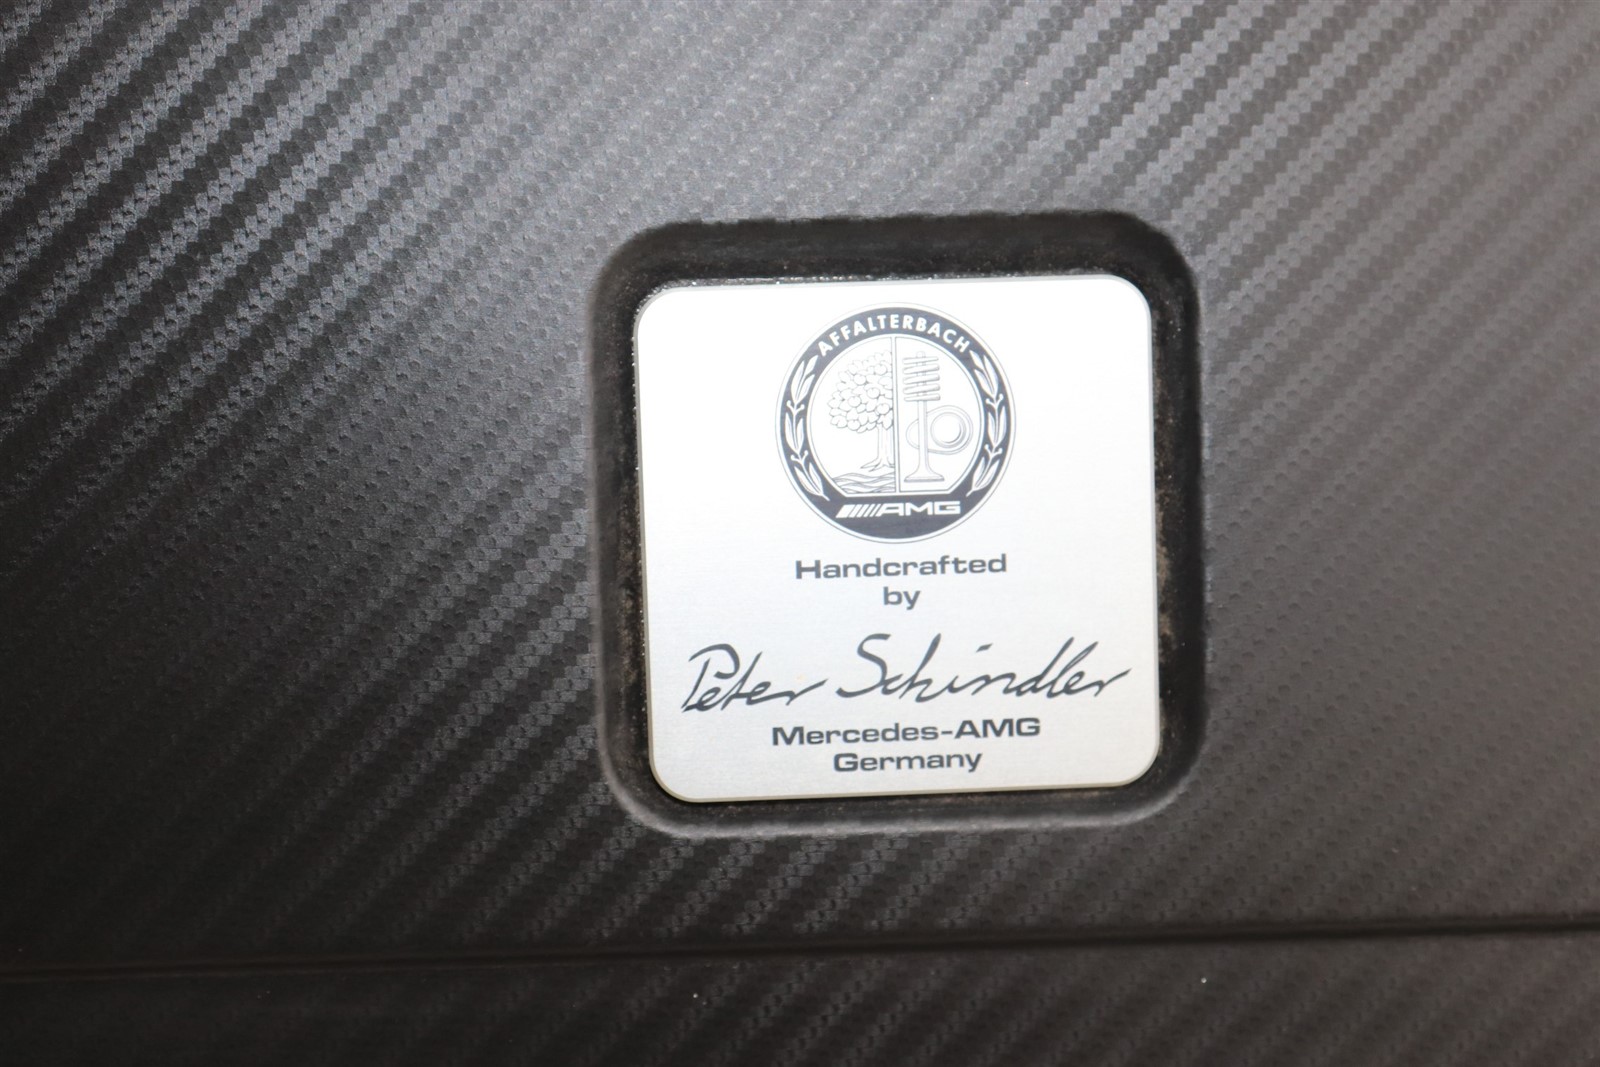 AFFALTERBACH
AMG
Handcrafted
by
Peter Schindler
Mercedes-AMG
Germany